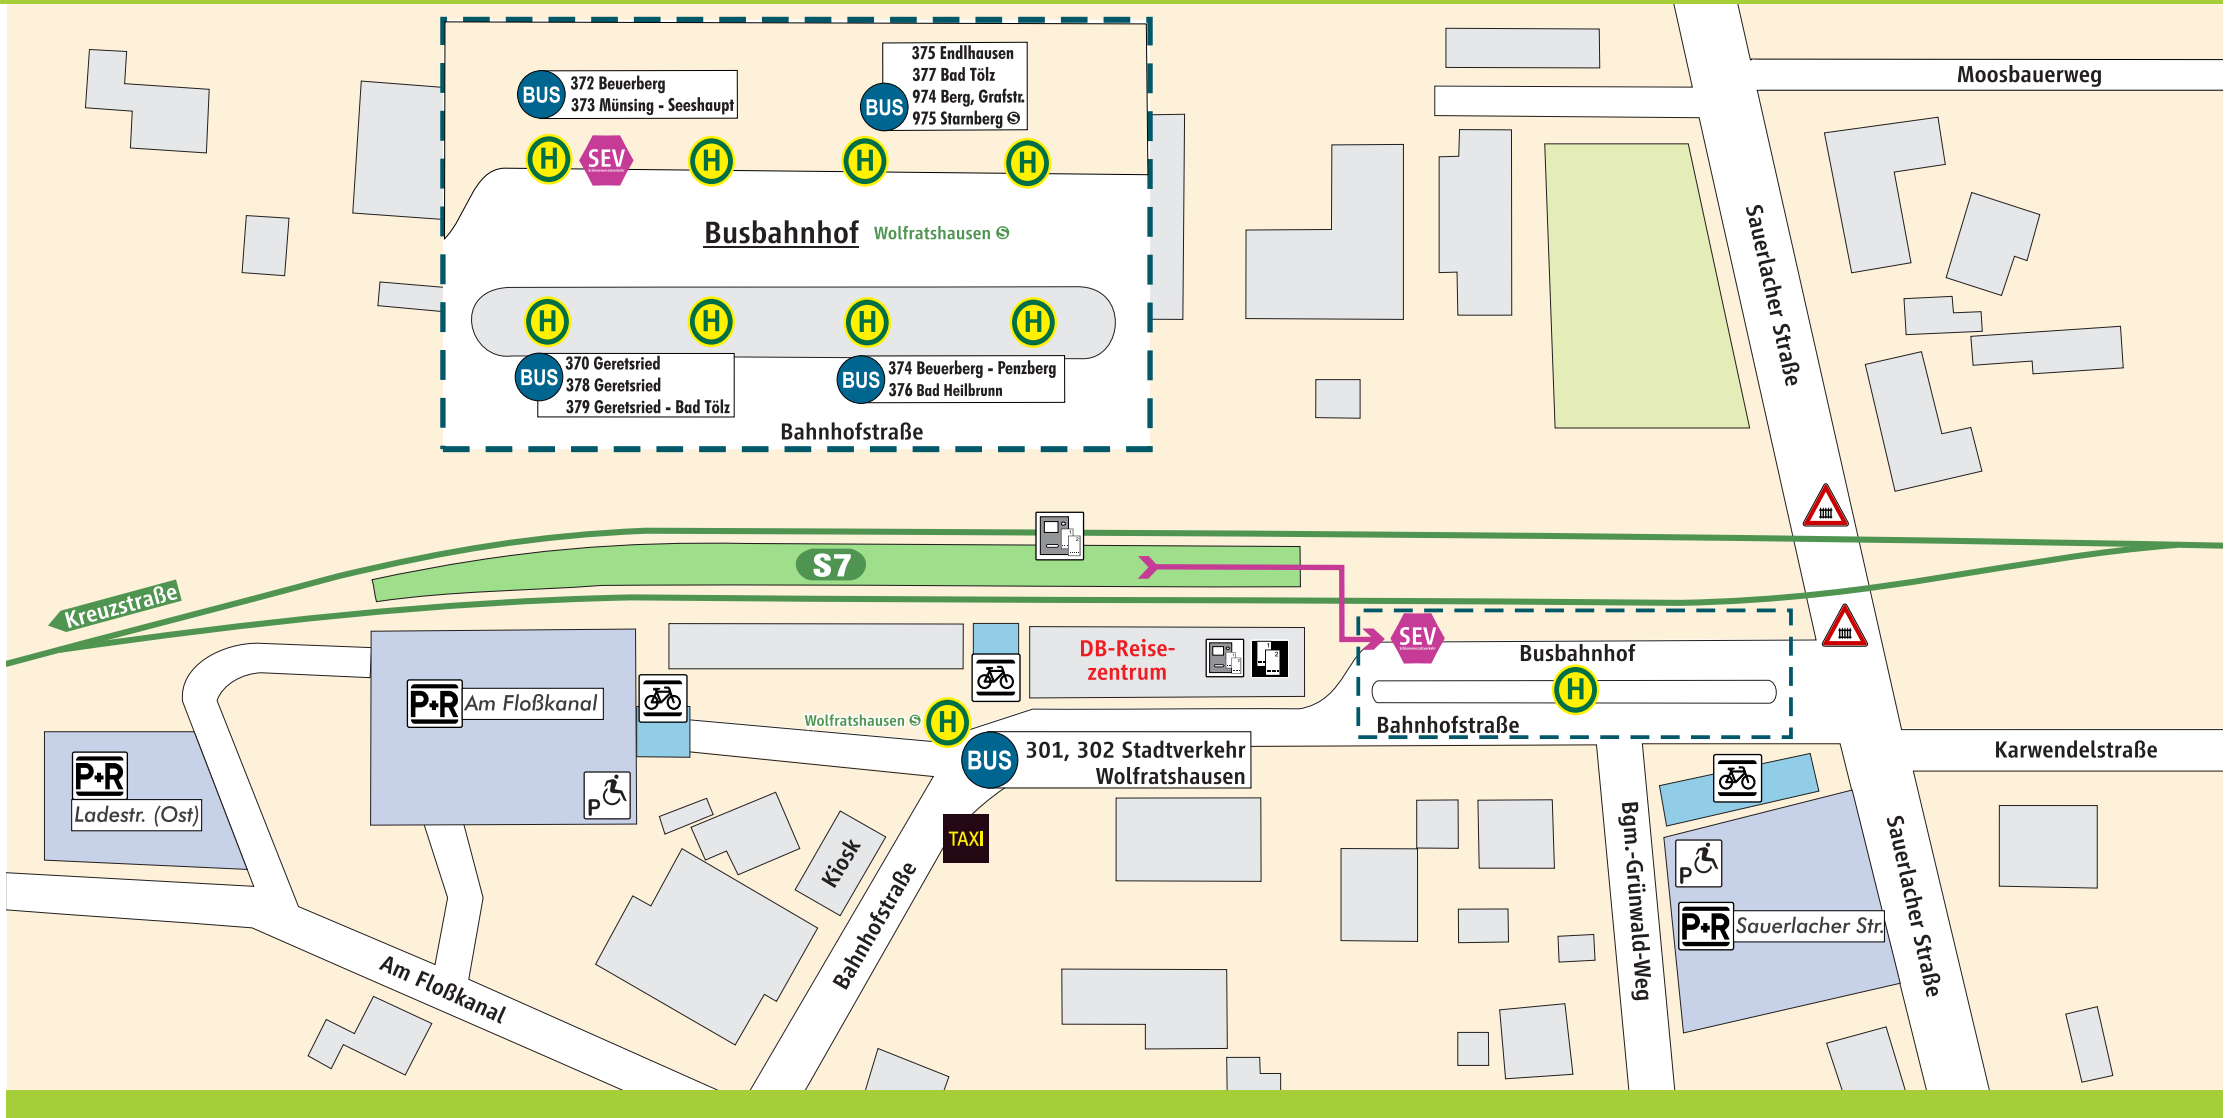 375 Endlhausen
377 Bad Tölz
BUS
974 Berg, Grafstr.
975 Starnberg S
BUS
372 Beuerberg
373 Münsing - Seeshaupt
H
SEV
H
H
H
Busbahnhof
Wolfratshausen S
H
H
H
H
BUS
370 Geretsried
378 Geretsried
379 Geretsried - Bad Tölz
BUS
374 Beuerberg - Penzberg
376 Bad Heilbrunn
Bahnhofstraße
Moosbauerweg
Sauerlacher Straße
S7
Kreuzstraße
DB-Reise-
zentrum
SEV
Busbahnhof
H
Bahnhofstraße
P+R
Am Floßkanal
P
Wolfratshausen S
H
BUS
301, 302 Stadtverkehr
Wolfratshausen
Karwendelstraße
P+R
Ladestr. (Ost)
TAXI
Kiosk
Bahnhofstraße
Am Floßkanal
Bgm.-Grünwald-Weg
P
P+R
Sauerlacher Str.
Sauerlacher Straße